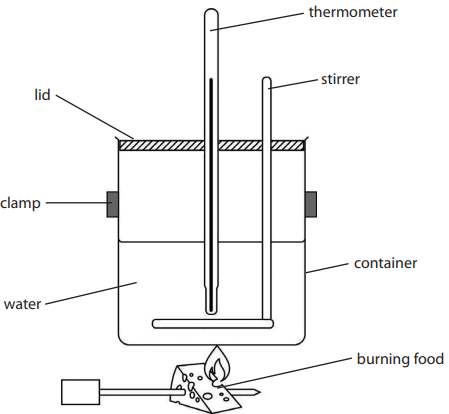 thermometer
stirrer
lid
clamp
container
water
burning food